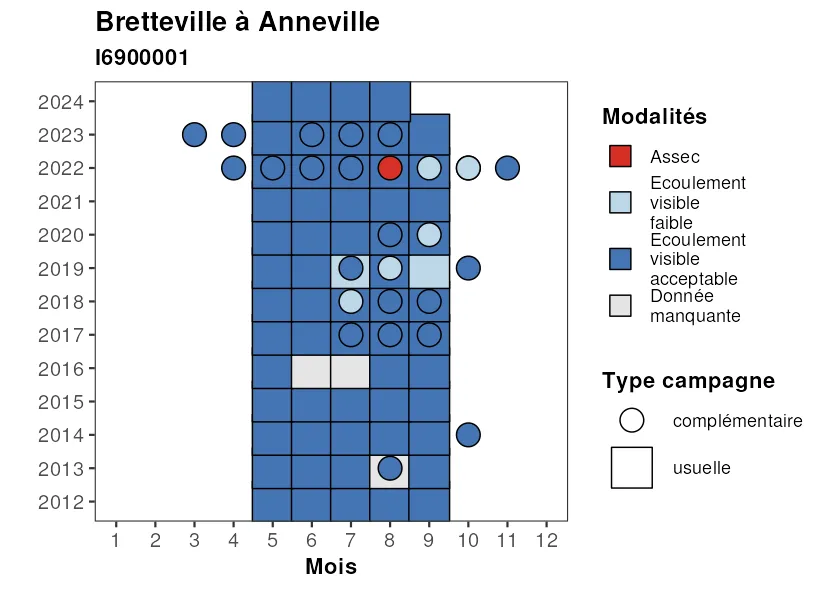 Bretteville à Anneville
I6900001
2024
2023
2022
2021
2020
2019
2018
2017
2016
2015
2014
2013
2012
1 2 3 4 5 6 7 8 9 10 11 12
Mois
Modalités
Assec
Ecoulement
visible
faible
Ecoulement
visible
acceptable
Donnée
manquante
Type campagne
complémentaire
usuelle